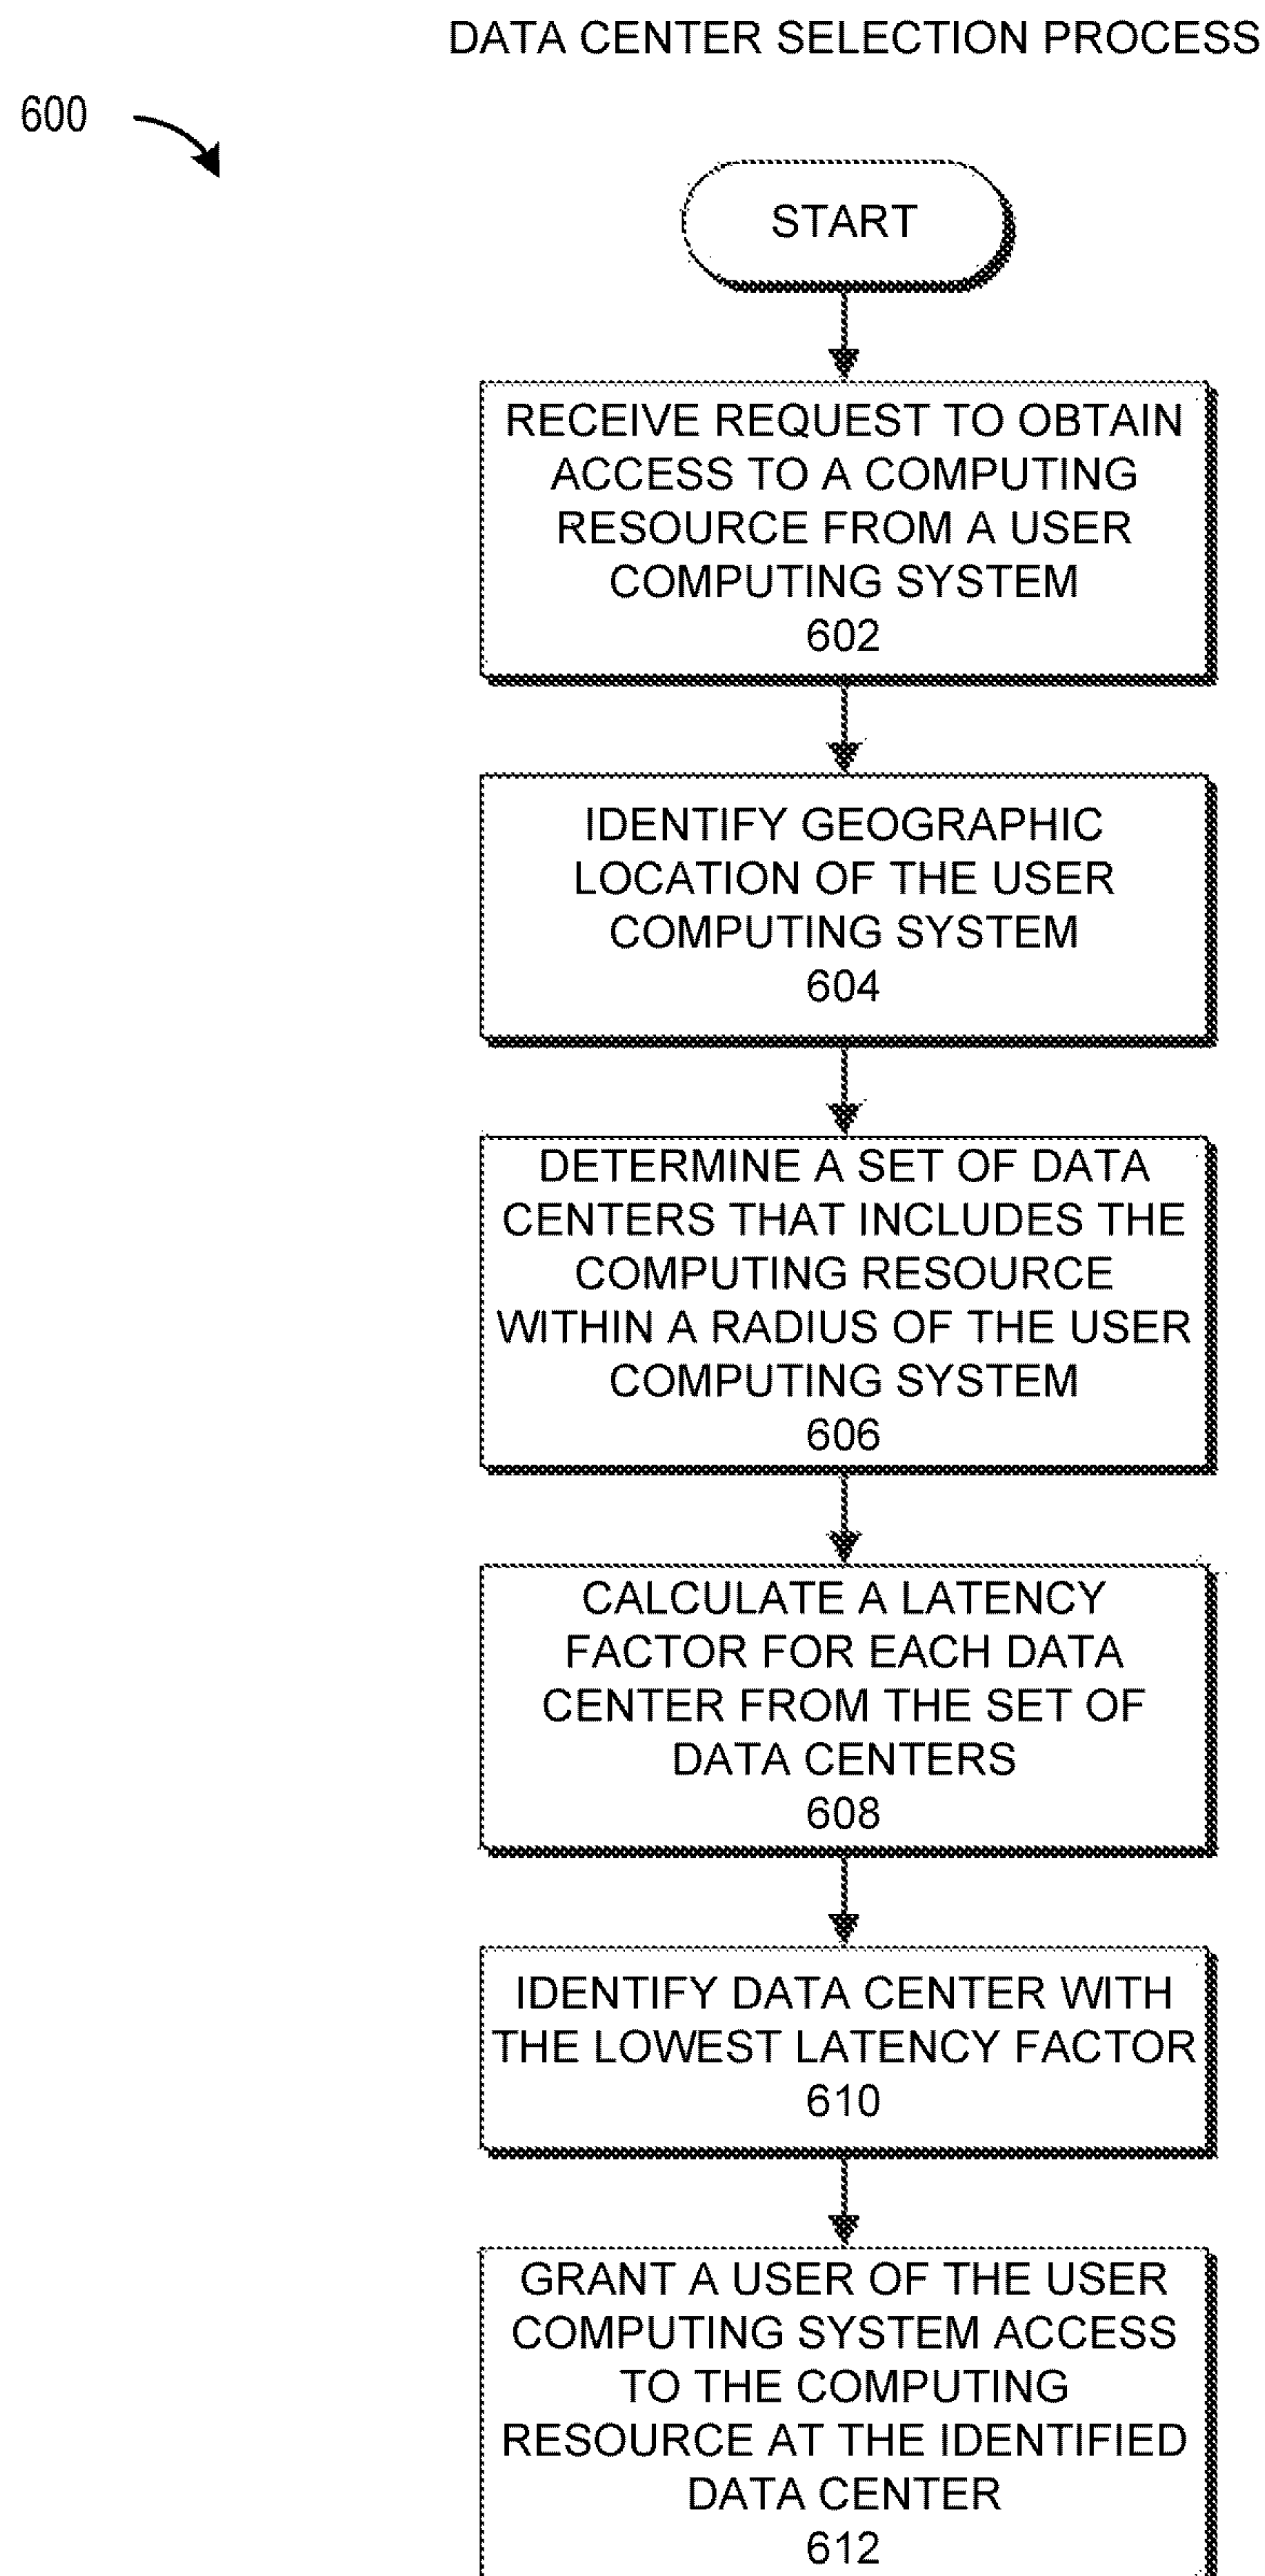 DATA CENTER SELECTION PROCESS
600
START
RECEIVE REQUEST TO OBTAIN
ACCESS TO A COMPUTING
RESOURCE FROM A USER
COMPUTING SYSTEM
602
IDENTIFY GEOGRAPHIC
LOCATION OF THE USER
COMPUTING SYSTEM
604
DETERMINE A SET OF DATA
CENTERS THAT INCLUDES THE
COMPUTING RESOURCE
WITHIN A RADIUS OF THE USER
COMPUTING SYSTEM
606
CALCULATE A LATENCY
FACTOR FOR EACH DATA
CENTER FROM THE SET OF
DATA CENTERS
608
IDENTIFY DATA CENTER WITH
THE LOWEST LATENCY FACTOR
610
GRANT A USER OF THE USER
COMPUTING SYSTEM ACCESS
TO THE COMPUTING
RESOURCE AT THE IDENTIFIED
DATA CENTER
612